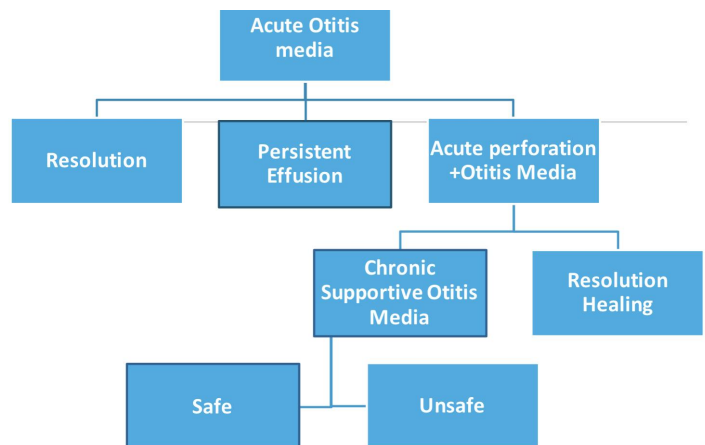 Acute Otitis
media
Resolution
Persistent
Effusion
Acute perforation
+Otitis Media
Chronic
Supportive Otitis
Media
Resolution
Healing
Safe
Unsafe